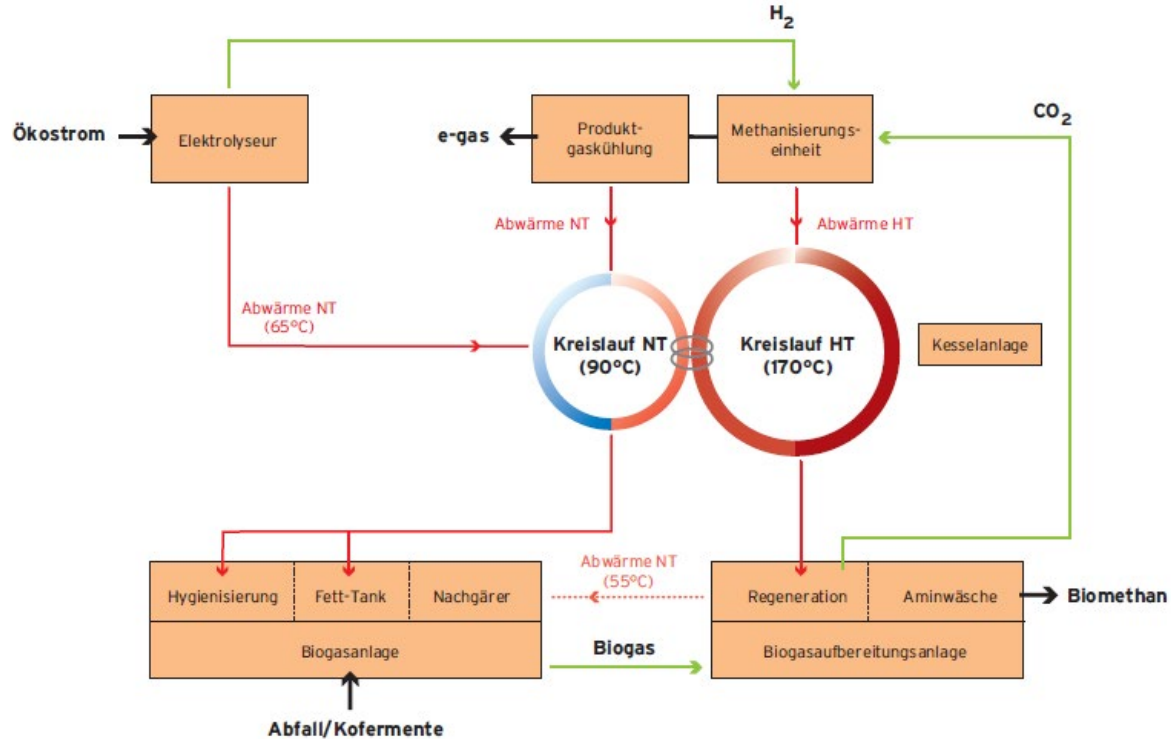 H2
Ökostrom
Elektrolyseur
e-gas
Produkt-
gaskühlung
Methanisierungs-
einheit
CO2
Abwärme NT
Abwärme HT
Abwärme NT
(65°C)
Kreislauf NT
(90°C)
Kreislauf HT
(170°C)
Kesselanlage
Hygienisierung
Fett-Tank
Nachgärer
Abwärme NT
(55°C)
Regeneration
Aminwäsche
Biomethan
Biogasanlage
Biogas
Biogasaufbereitungsanlage
Abfall/Kofermente